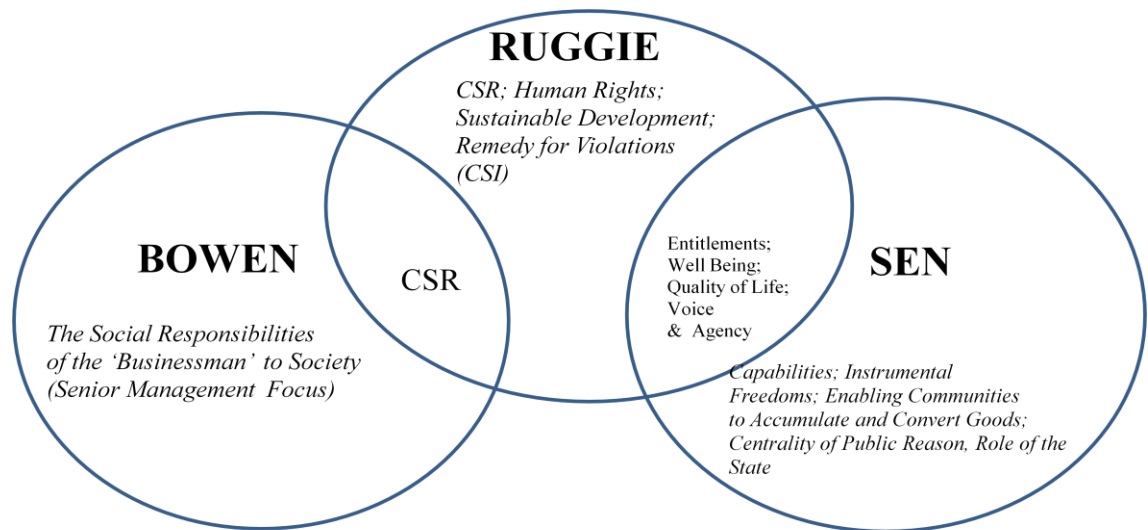 RUGGIE
CSR; Human Rights;
Sustainable Development;
Remedy for Violations
(CSI)
BOWEN
The Social Responsibilities
of the ‘Businessman’ to Society
(Senior Management Focus)
CSR
Entitlements;
Well Being;
Quality of Life;
Voice
& Agency
SEN
Capabilities; Instrumental
Freedoms; Enabling Communities
to Accumulate and Convert Goods;
Centrality of Public Reason, Role of the
State